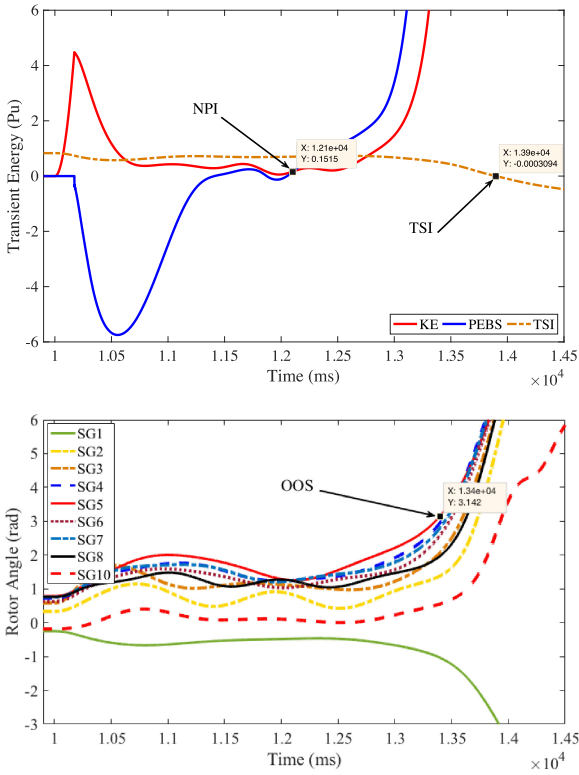 6
4
2
0
-2
-4
-6
Transient Energy (Pu)
NPI
X: 1.21e+04
Y: 0.1515
X: 1.39e+04
Y: -0.0003094
TSI
KE PEBS TSI
1 1.05 1.1 1.15 1.2 1.25 1.3 1.35 1.4 1.45
Time (ms)
×10⁴
6
5
4
3
2
1
0
-1
-2
-3
Rotor Angle (rad)
SG1
SG2
SG3
SG4
SG5
SG6
SG7
SG8
SG10
OOS
X: 1.34e+04
Y: 3.142
1 1.05 1.1 1.15 1.2 1.25 1.3 1.35 1.4 1.45
Time (ms)
×10⁴